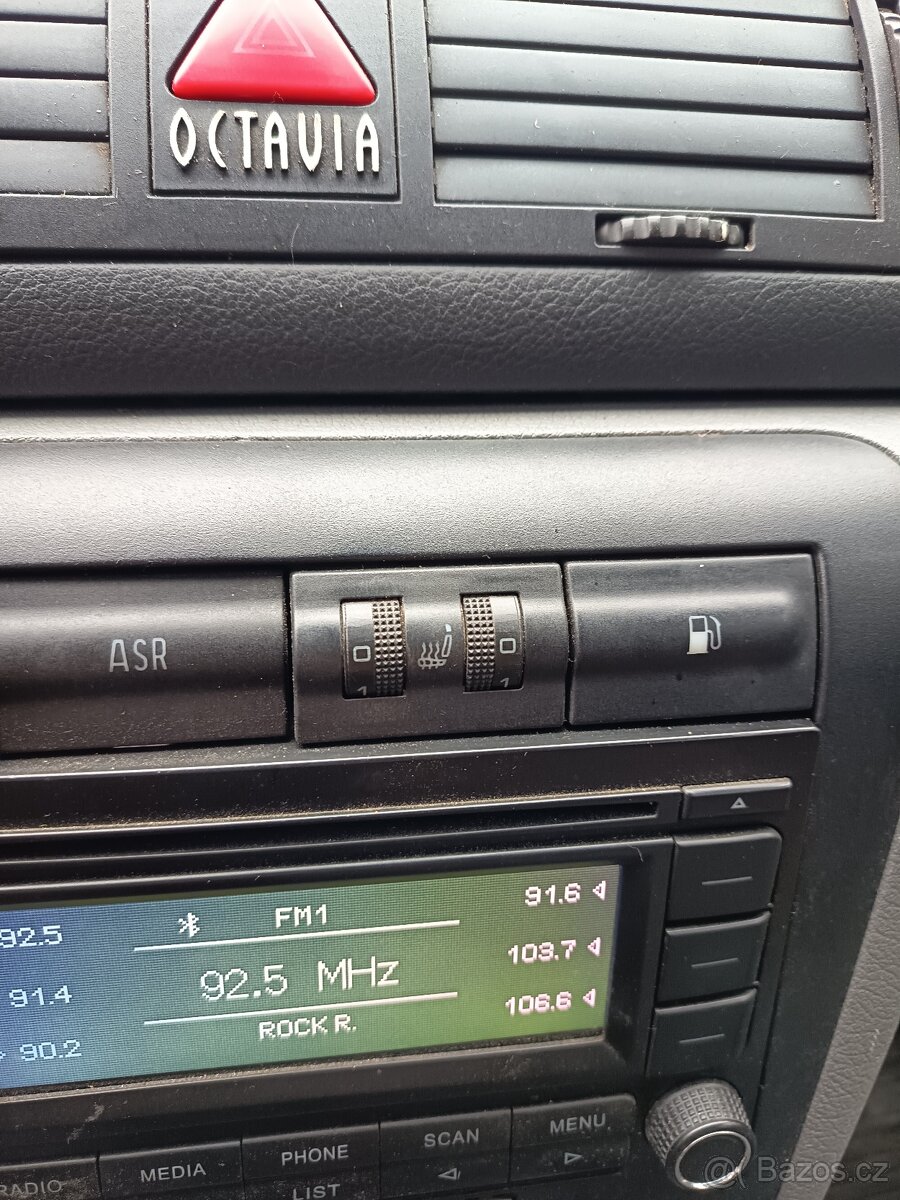 OCTAVIA
ASR
0
0
1
1
92.5
FM1
91.6
91.4
92.5 MHz
103.7
90.2
ROCK R.
106.6
RADIO
MEDIA
PHONE
SCAN
MENU
LIST
@Bazos.cz